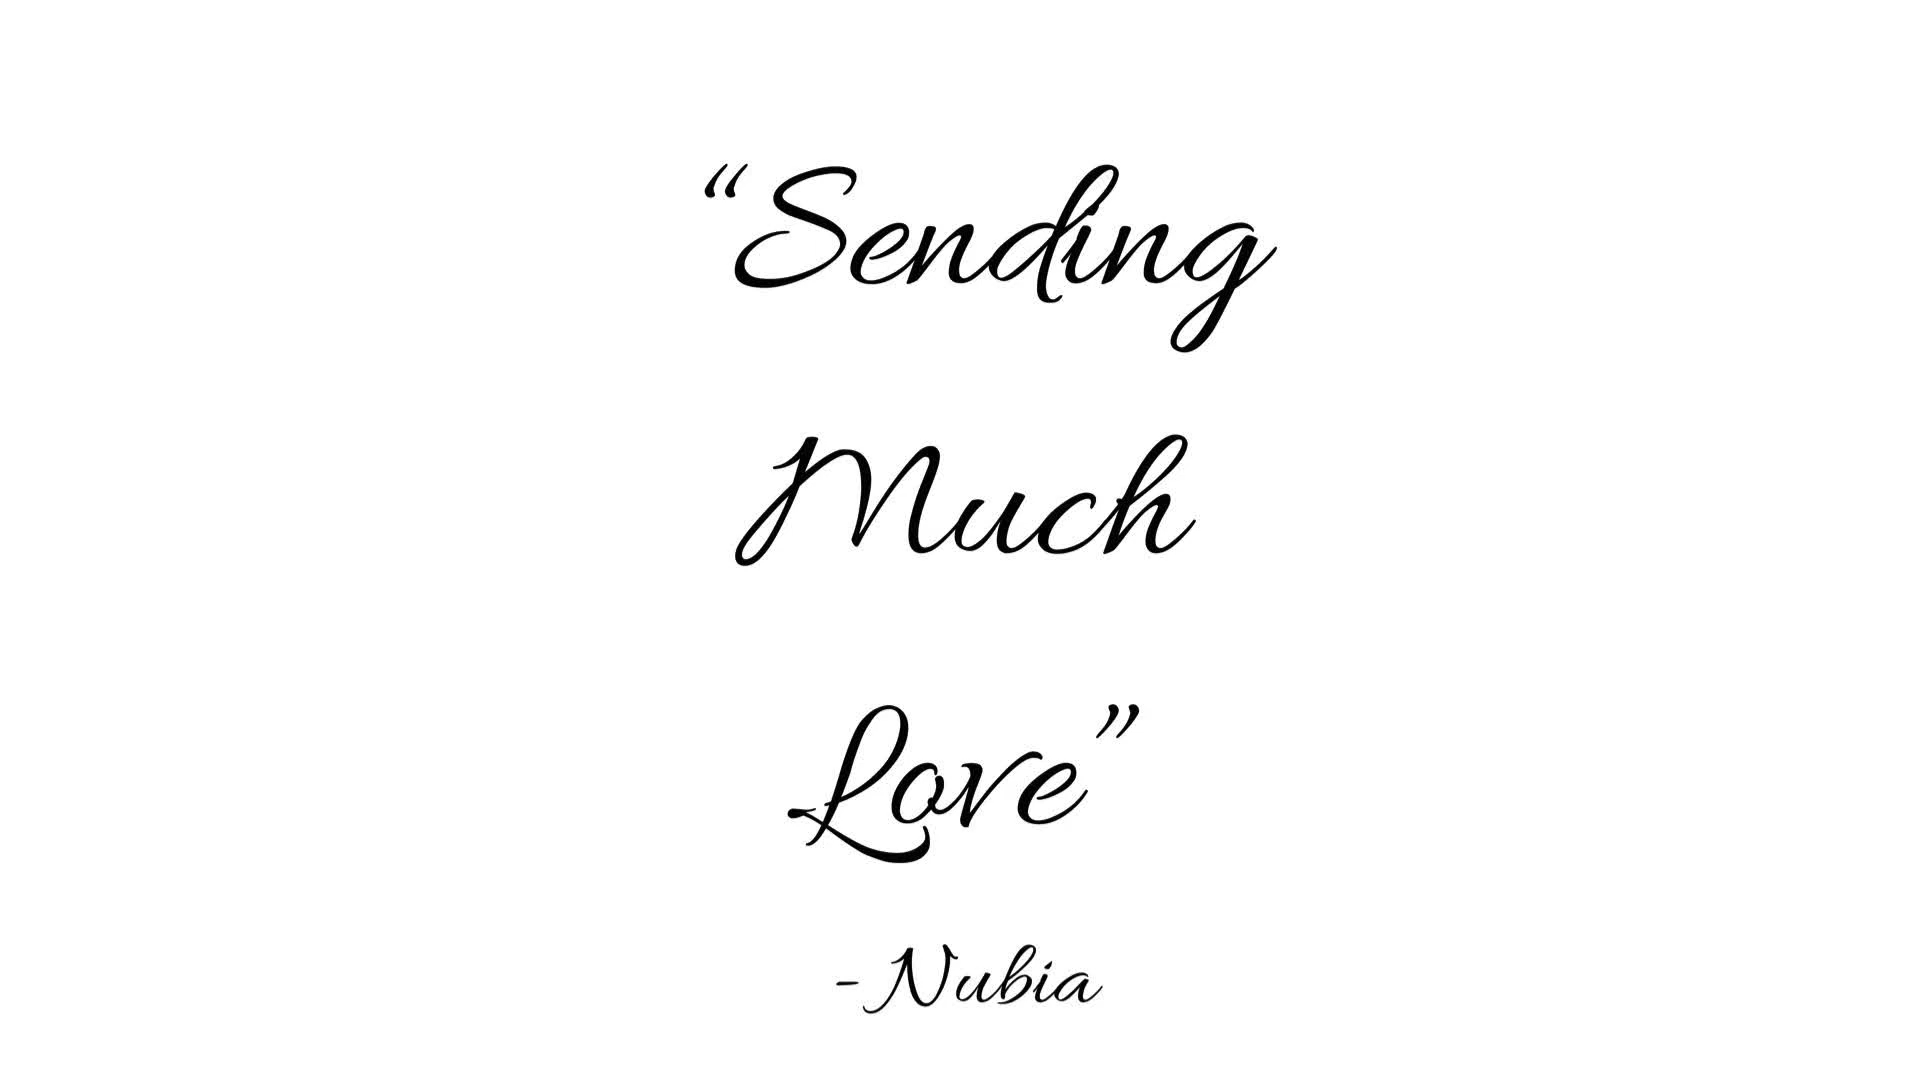 “Sending
Much
Love”
- Nubia